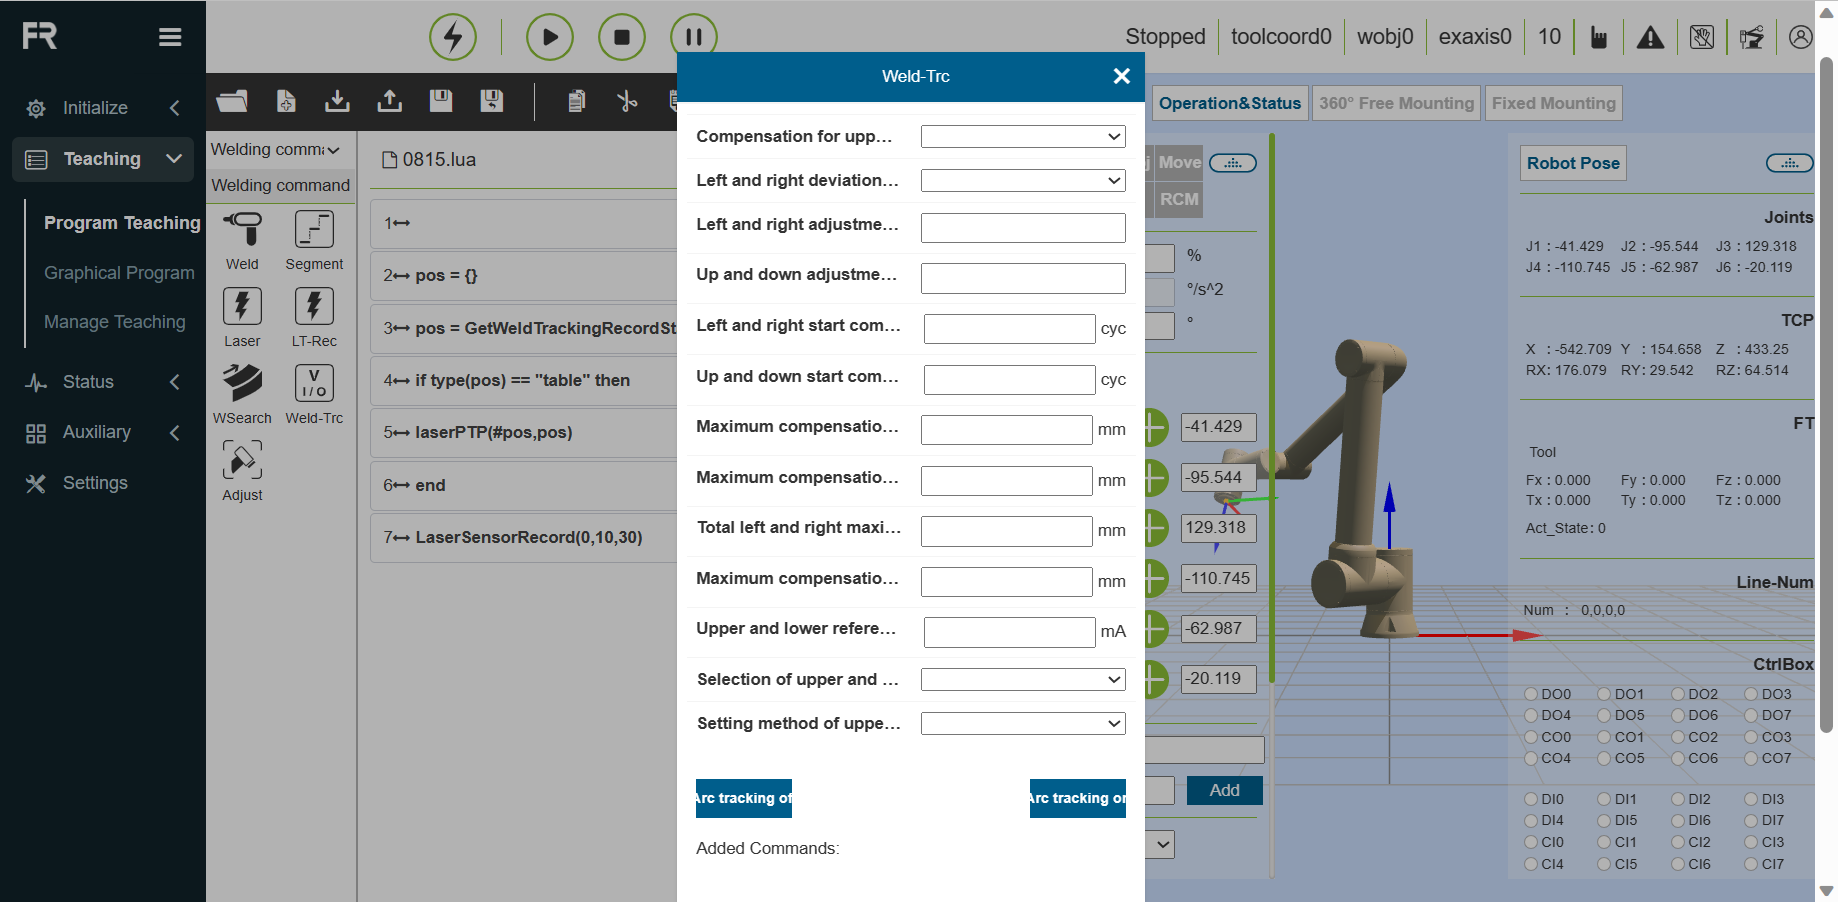 FR
Stopped
toolcoord0
wobj0
exaxis0
10
Initialize
Teaching
Program Teaching
Graphical Program
Manage Teaching
Status
Auxiliary
Settings
Welding comma
Welding command
Weld
Segment
Laser
LT-Rec
WSearch
V
I/O
Weld-Trc
Adjust
0815.lua
1
2 pos = {}
3 pos = GetWeldTrackingRecordSt
4 if type(pos) == "table" then
5 laserPTP(#pos,pos)
6 end
7 LaserSensorRecord(0,10,30)
Weld-Trc
Compensation for upp...
Left and right deviation...
Left and right adjustme...
Up and down adjustme...
Left and right start com... cyc
Up and down start com... cyc
Maximum compensatio... mm
Maximum compensatio... mm
Total left and right maxi... mm
Maximum compensatio... mm
Upper and lower refere... mA
Selection of upper and ...
Setting method of uppe...
Arc tracking of
Arc tracking on
Added Commands:
Operation&Status
360° Free Mounting
Fixed Mounting
Move
RCM
%
°/s^2
°
-41.429
-95.544
129.318
-110.745
-62.987
-20.119
Add
Robot Pose
Joints
J1 : -41.429 J2 : -95.544 J3 : 129.318
J4 : -110.745 J5 : -62.987 J6 : -20.119
TCP
X : -542.709 Y : 154.658 Z : 433.25
RX: 176.079 RY: 29.542 RZ: 64.514
FT
Tool
Fx : 0.000 Fy : 0.000 Fz : 0.000
Tx : 0.000 Ty : 0.000 Tz : 0.000
Act_State: 0
Line-Num
Num : 0,0,0,0
CtrlBox
DO0 DO1 DO2 DO3
DO4 DO5 DO6 DO7
CO0 CO1 CO2 CO3
CO4 CO5 CO6 CO7
DI0 DI1 DI2 DI3
DI4 DI5 DI6 DI7
CI0 CI1 CI2 CI3
CI4 CI5 CI6 CI7